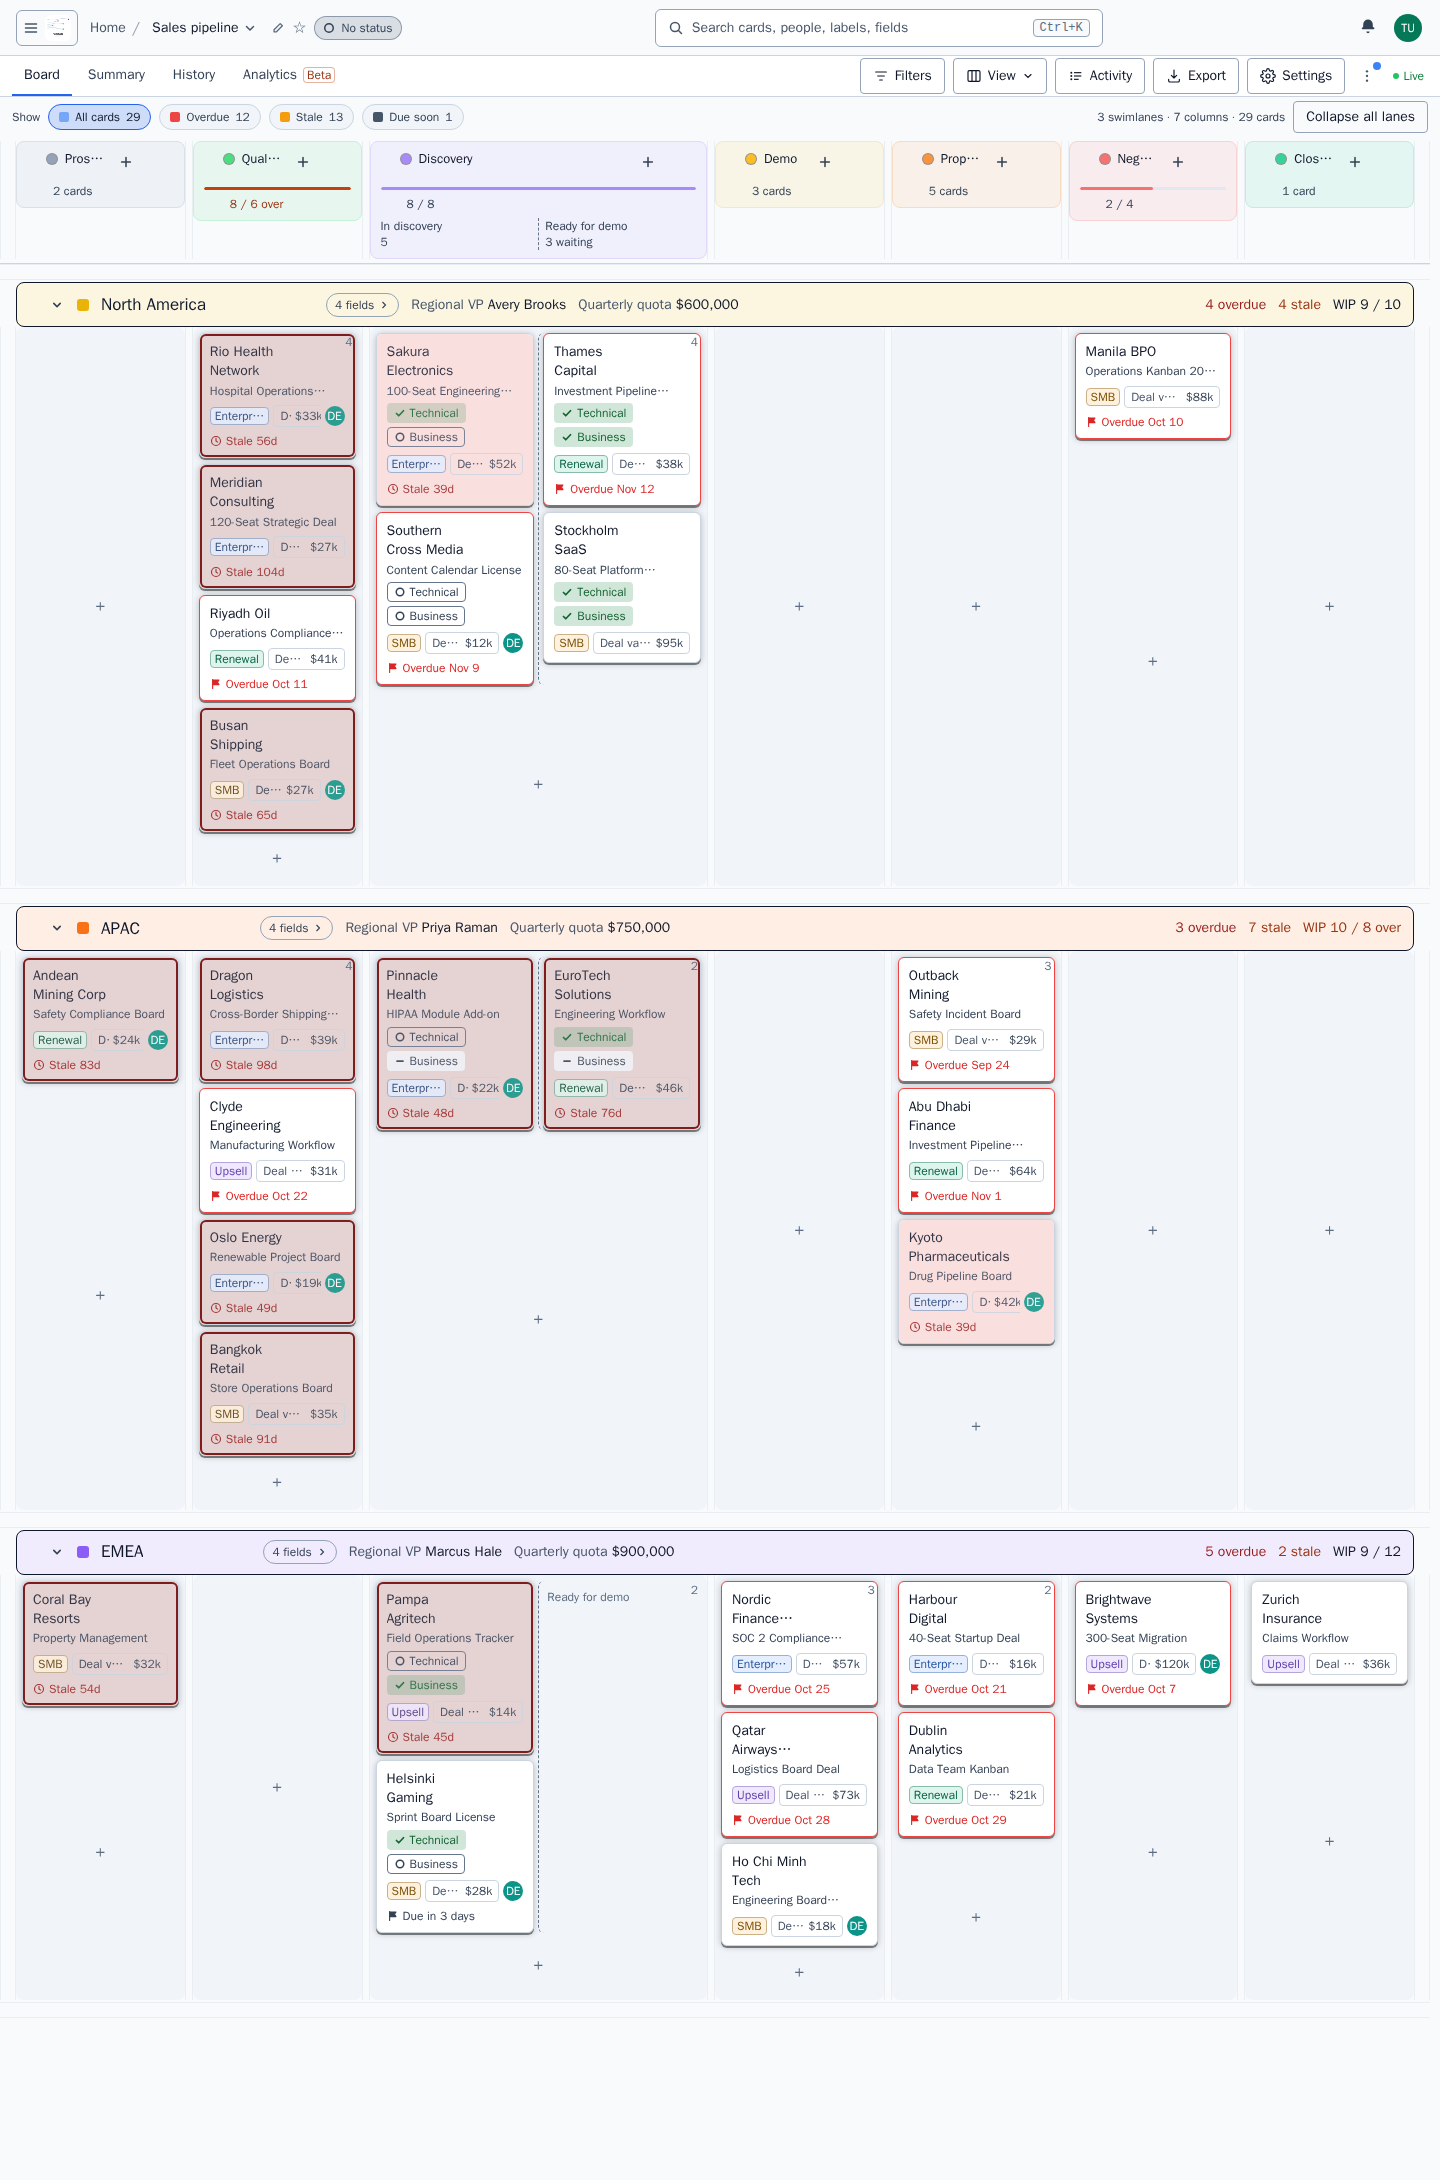 Home / Sales pipeline
No status
Search cards, people, labels, fields Ctrl+K
TU
Board Summary History Analytics Beta
Filters View Activity Export Settings Live
Show All cards 29 Overdue 12 Stale 13 Due soon 1
3 swimlanes · 7 columns · 29 cards Collapse all lanes
Pros···
2 cards
Qual···
8 / 6 over
Discovery
8 / 8
In discovery
5
Ready for demo
3 waiting
Demo
3 cards
Prop···
5 cards
Neg···
2 / 4
Clos···
1 card
North America 4 fields Regional VP Avery Brooks Quarterly quota $600,000 4 overdue 4 stale WIP 9 / 10
4
Rio Health
Network
Hospital Operations···
Enterpr··· D· $33k DE
Stale 56d
Meridian
Consulting
120-Seat Strategic Deal
Enterpr··· D··· $27k
Stale 104d
Riyadh Oil
Operations Compliance···
Renewal De··· $41k
Overdue Oct 11
Busan
Shipping
Fleet Operations Board
SMB De··· $27k DE
Stale 65d
Sakura
Electronics
100-Seat Engineering···
Technical
Business
Enterpr··· De··· $52k
Stale 39d
Southern
Cross Media
Content Calendar License
Technical
Business
SMB De··· $12k DE
Overdue Nov 9
4
Thames
Capital
Investment Pipeline···
Technical
Business
Renewal De··· $38k
Overdue Nov 12
Stockholm
SaaS
80-Seat Platform···
Technical
Business
SMB Deal va··· $95k
Manila BPO
Operations Kanban 20···
SMB Deal v··· $88k
Overdue Oct 10
APAC 4 fields Regional VP Priya Raman Quarterly quota $750,000 3 overdue 7 stale WIP 10 / 8 over
Andean
Mining Corp
Safety Compliance Board
Renewal D· $24k DE
Stale 83d
4
Dragon
Logistics
Cross-Border Shipping···
Enterpr··· D··· $39k
Stale 98d
Clyde
Engineering
Manufacturing Workflow
Upsell Deal ··· $31k
Overdue Oct 22
Oslo Energy
Renewable Project Board
Enterpr··· D· $19k DE
Stale 49d
Bangkok
Retail
Store Operations Board
SMB Deal v··· $35k
Stale 91d
Pinnacle
Health
HIPAA Module Add-on
Technical
Business
Enterpr··· D· $22k DE
Stale 48d
2
EuroTech
Solutions
Engineering Workflow
Technical
Business
Renewal De··· $46k
Stale 76d
3
Outback
Mining
Safety Incident Board
SMB Deal v··· $29k
Overdue Sep 24
Abu Dhabi
Finance
Investment Pipeline···
Renewal De··· $64k
Overdue Nov 1
Kyoto
Pharmaceuticals
Drug Pipeline Board
Enterpr··· D· $42k DE
Stale 39d
EMEA 4 fields Regional VP Marcus Hale Quarterly quota $900,000 5 overdue 2 stale WIP 9 / 12
Coral Bay
Resorts
Property Management
SMB Deal v··· $32k
Stale 54d
Pampa
Agritech
Field Operations Tracker
Technical
Business
Upsell Deal ··· $14k
Stale 45d
Helsinki
Gaming
Sprint Board License
Technical
Business
SMB De··· $28k DE
Due in 3 days
Ready for demo 2
3
Nordic
Finance···
SOC 2 Compliance···
Enterpr··· D··· $57k
Overdue Oct 25
Qatar
Airways···
Logistics Board Deal
Upsell Deal ··· $73k
Overdue Oct 28
Ho Chi Minh
Tech
Engineering Board···
SMB De··· $18k DE
2
Harbour
Digital
40-Seat Startup Deal
Enterpr··· D··· $16k
Overdue Oct 21
Dublin
Analytics
Data Team Kanban
Renewal De··· $21k
Overdue Oct 29
Brightwave
Systems
300-Seat Migration
Upsell D· $120k DE
Overdue Oct 7
Zurich
Insurance
Claims Workflow
Upsell Deal ··· $36k